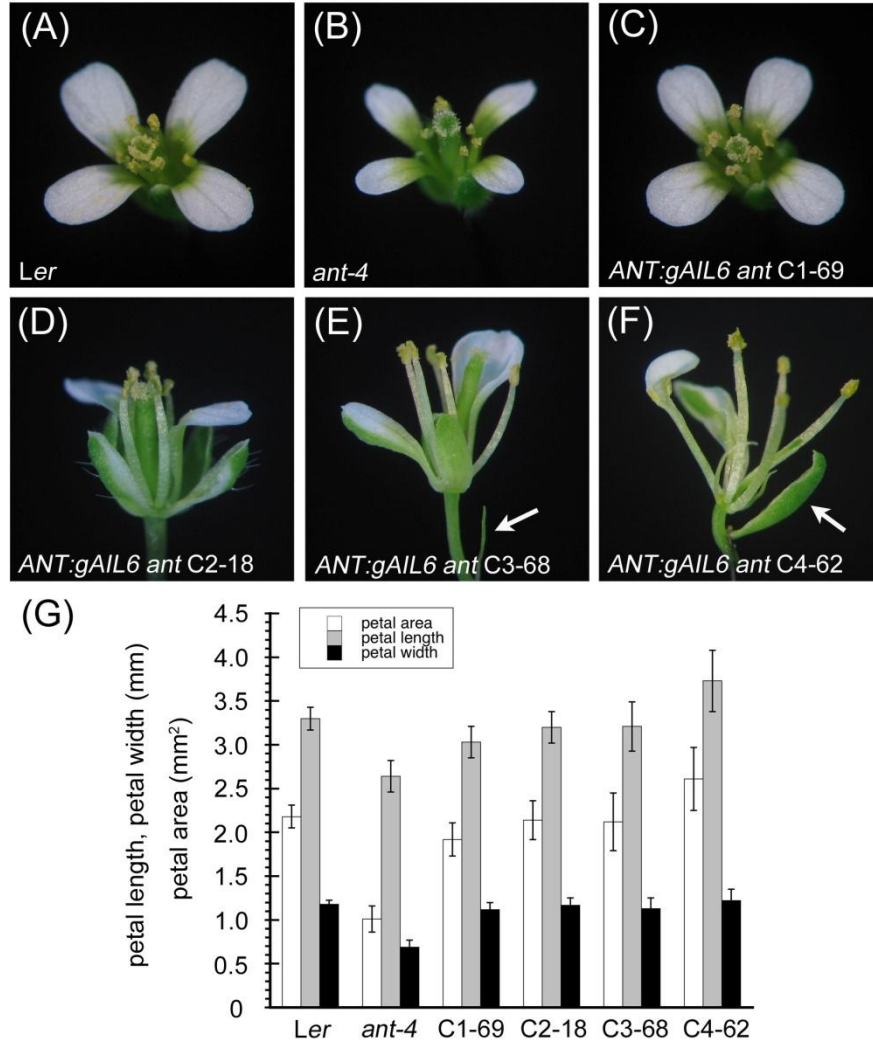 (A)
Ler
(B)
ant-4
(C)
ANT:gAIL6 ant C1-69
(D)
ANT:gAIL6 ant C2-18
(E)
ANT:gAIL6 ant C3-68
(F)
ANT:gAIL6 ant C4-62
(G)
petal length, petal width (mm)
petal area (mm²)
4.5
4.0
3.5
3.0
2.5
2.0
1.5
1.0
0.5
0
petal area
petal length
petal width
Ler
ant-4
C1-69
C2-18
C3-68
C4-62